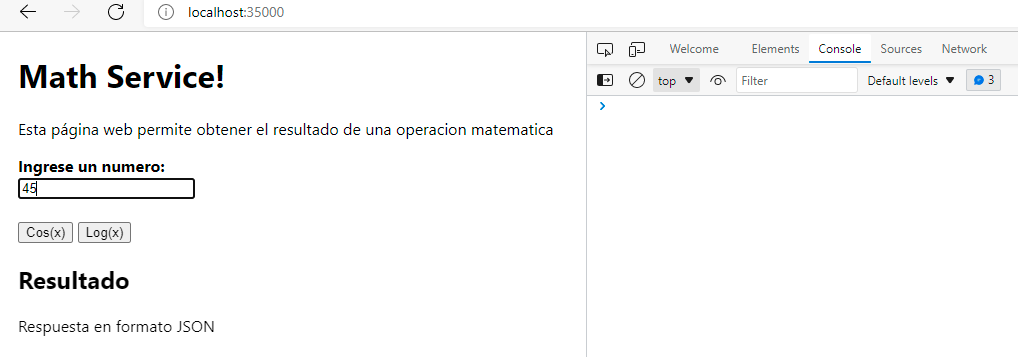 localhost:35000
Math Service!
Esta página web permite obtener el resultado de una operacion matematica
Ingrese un numero:
45
Cos(x) Log(x)
Resultado
Respuesta en formato JSON
Welcome Elements Console Sources Network
top Filter Default levels 3